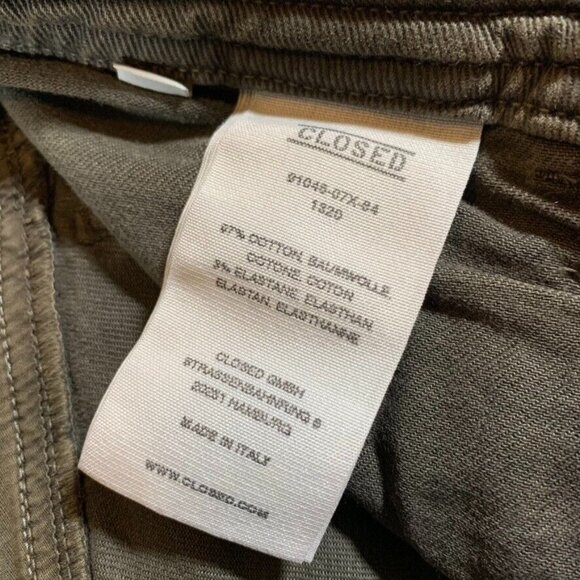 CLOSED
91046-07X-84
1820
97% COTTON, BAUMWOLLE,
COTONE, COTON
3% ELASTANE, ELASTHAN
ELASTAN, ELASTHANNE
CLOSED GMBH
STRASSENBAHNRING 6
20251 HAMBURG
MADE IN ITALY
WWW.CLOSED.COM